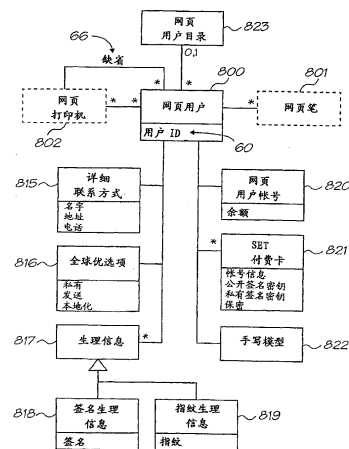 网页
用户目录
823
66
0,1
缺省
*
*
800
801
网页
打印机
*
*
网页用户
*
网页笔
802
用户 ID
60
815
详细
联系方式
名字
地址
电话
网页
用户帐号
余额
820
816
全球优选项
私有
发送
本地化
*
SET
付费卡
帐号信息
公开签名密钥
私有签名密钥
保密
821
817
生理信息
*
手写模型
822
818
签名生理
信息
签名
指纹生理
信息
指纹
819